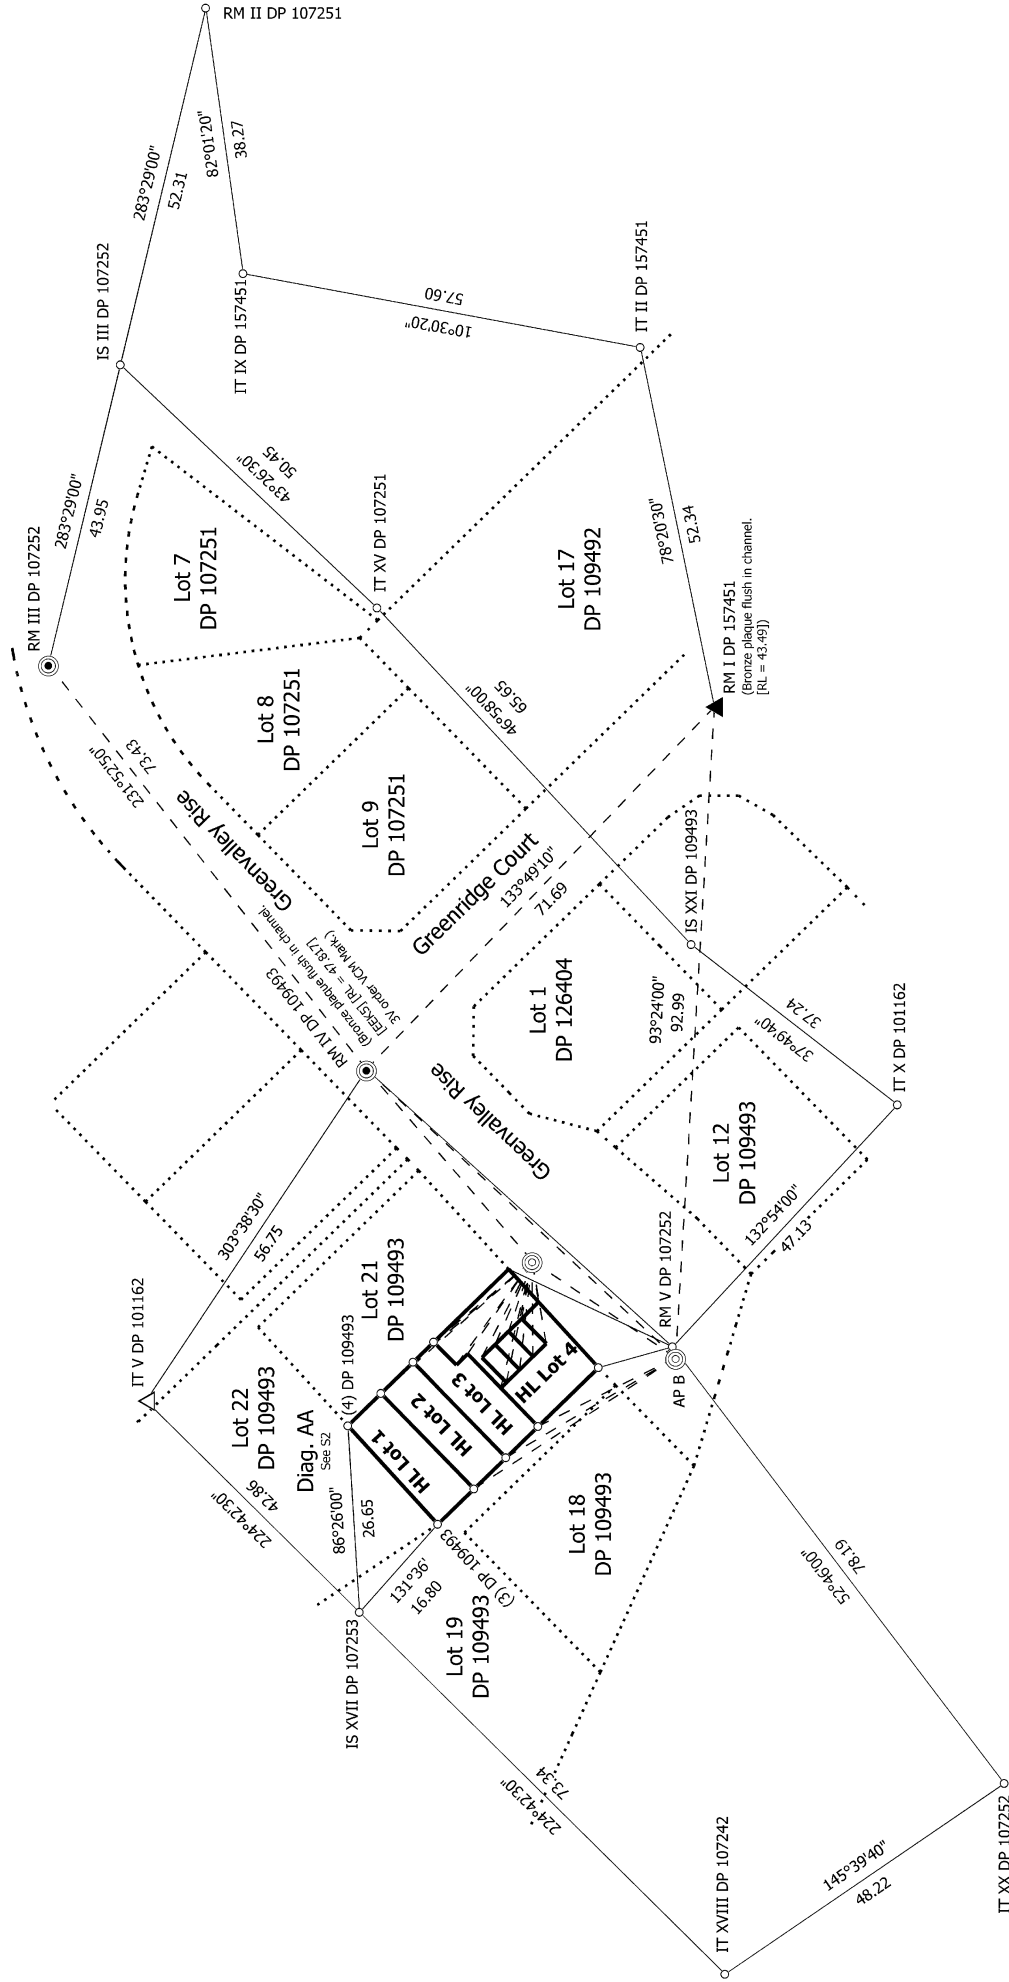 RM II DP 107251
82°01'20"
38.27
283°29'00"
52.31
IS III DP 107252
IT IX DP 157451
57.60
10°30'20"
IT II DP 157451
283°29'00"
43.95
43°26'30"
50.45
RM III DP 107252
IT XV DP 107251
Lot 7
DP 107251
Lot 17
DP 109492
78°20'30"
52.34
RM I DP 157451
(Bronze plaque flush in channel.
[RL = 43.49])
Lot 8
DP 107251
46°58'00"
65.65
231°52'50"
73.43
Greenvalley Rise
Lot 9
DP 107251
Greenridge Court
133°49'10"
71.69
IS XXI DP 109493
RM IV DP 109493
(Bronze plaque flush in channel.
[EEK5] [RL = 47.817]
3V order VCM Mark.)
Lot 1
DP 126404
93°24'00"
92.99
37°49'40"
37.24
IT X DP 101162
Greenvalley Rise
Lot 12
DP 109493
132°54'00"
47.13
303°38'30"
56.75
IT V DP 101162
Lot 21
DP 109493
RM V DP 107252
AP B
(4) DP 109493
Lot 22
DP 109493
Diag. AA
See S2
HL Lot 1
HL Lot 2
HL Lot 3
HL Lot 4
224°42'30"
42.86
86°26'00"
26.65
131°36'
16.80
(3) DP 109493
IS XVII DP 107253
Lot 19
DP 109493
Lot 18
DP 109493
52°46'00"
78.19
224°42'30"
73.34
IT XVIII DP 107242
145°39'40"
48.22
IT XX DP 107252